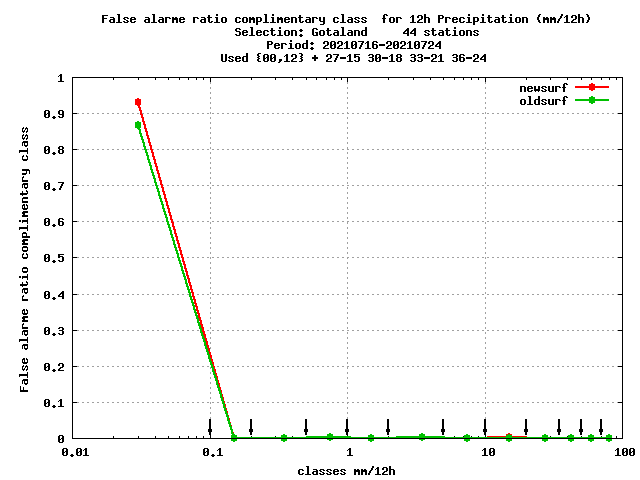 False alarme ratio complimentary class  for 12h Precipitation (mm/12h)
Selection: Gotaland     44 stations
Period: 20210716-20210724
Used {00,12} + 27-15 30-18 33-21 36-24
newsurf
oldsurf
False alarme ratio complimentary class
1
0.9
0.8
0.7
0.6
0.5
0.4
0.3
0.2
0.1
0
0.01 0.1 1 10 100
classes mm/12h